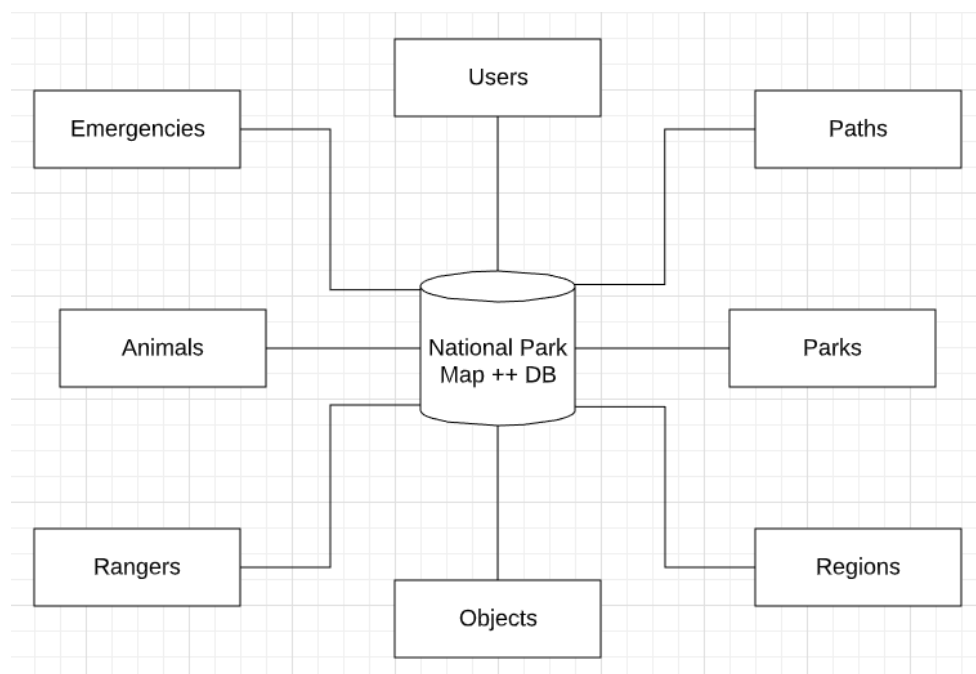 Users
Emergencies
Paths
Animals
National Park
Map ++ DB
Parks
Rangers
Regions
Objects